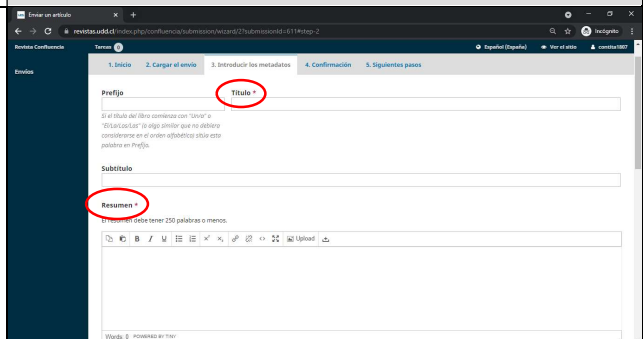 Enviar un artículo
revistas.udd.cl/index.php/confluencia/submission/wizard/2?submissionId=611#step-2
Incógnito
Revista Confluencia
Tareas 0
Español (España)
Ver el sitio
constita1807
Envíos
1. Inicio
2. Cargar el envío
3. Introducir los metadatos
4. Confirmación
5. Siguientes pasos
Prefijo
Título *
Si el título del libro comienza con "Un/a" o
"El/La/Los/Las" (o algo similar que no debiera
considerarse en el orden alfabético) sitúa esta
palabra en Prefijo.
Subtítulo
Resumen *
El resumen debe tener 250 palabras o menos.
B I U x² x₂ Upload
Words: 0 POWERED BY TINY